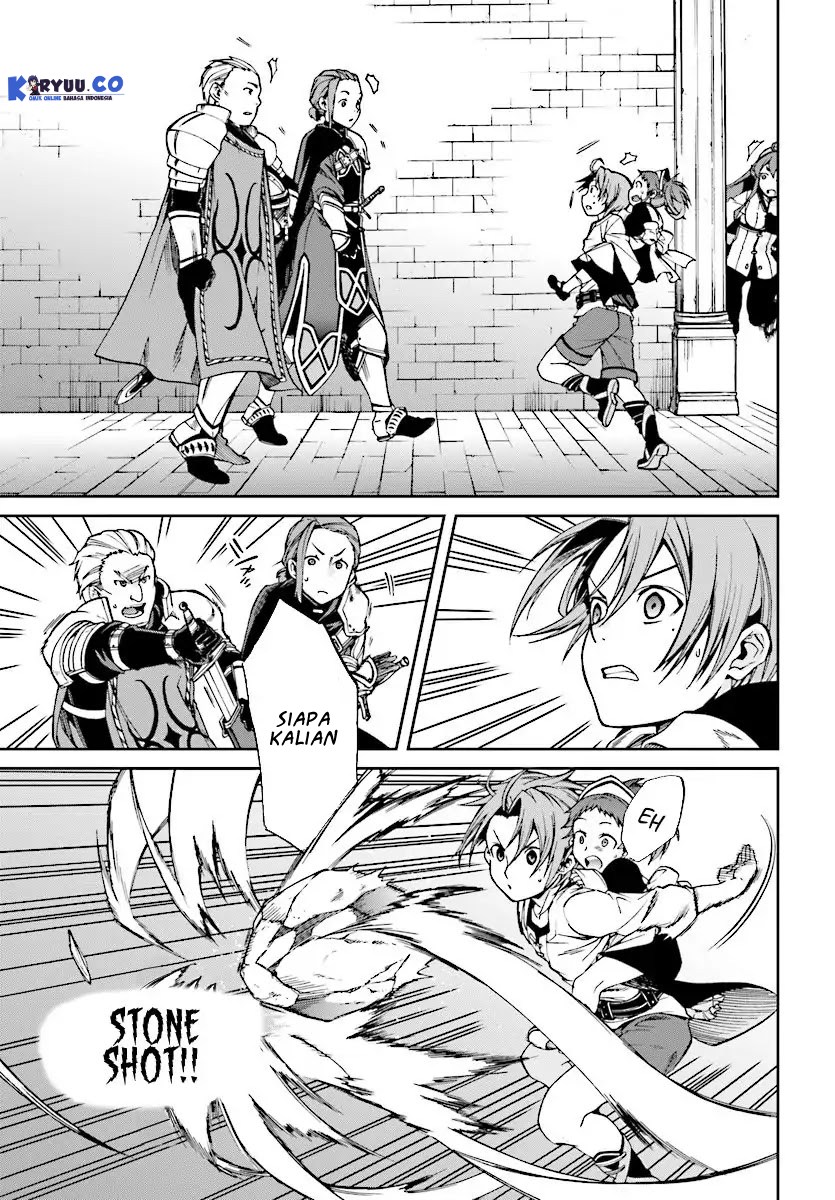 KIRYUU.CO
KOMIK ONLINE BAHASA INDONESIA
SIAPA
KALIAN
EH
STONE
SHOT!!